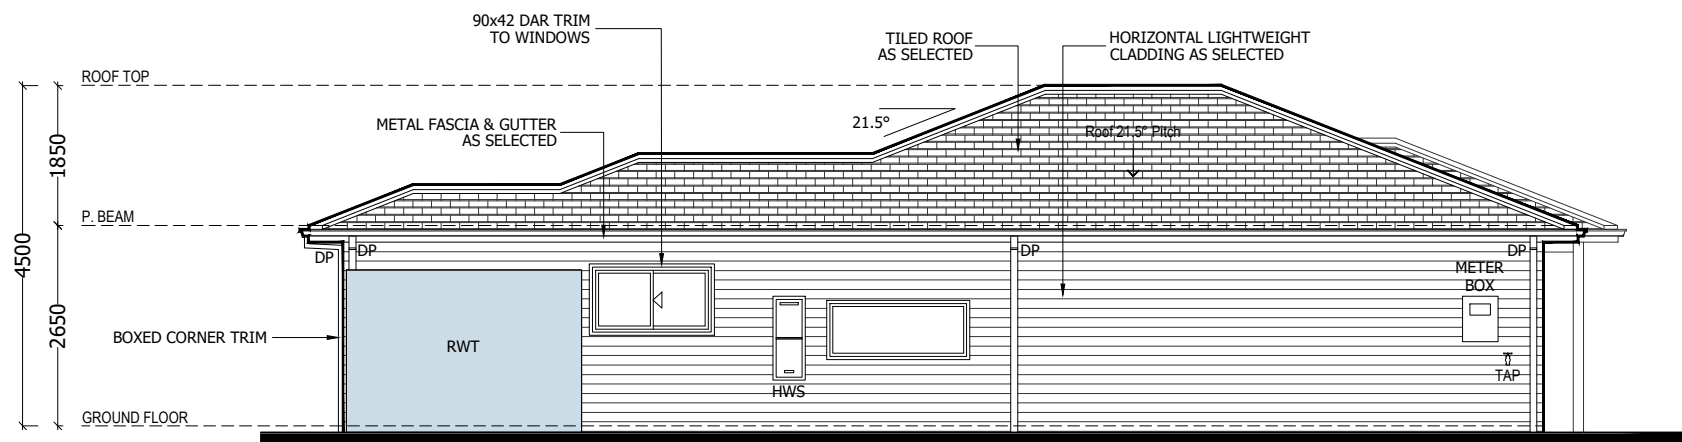 90x42 DAR TRIM
TO WINDOWS
TILED ROOF
AS SELECTED
HORIZONTAL LIGHTWEIGHT
CLADDING AS SELECTED
ROOF TOP
METAL FASCIA & GUTTER
AS SELECTED
21.5°
Roof 21.5° Pitch
1850
P. BEAM
4500
DP
DP
DP
DP
METER
BOX
2650
BOXED CORNER TRIM
RWT
TAP
HWS
GROUND FLOOR